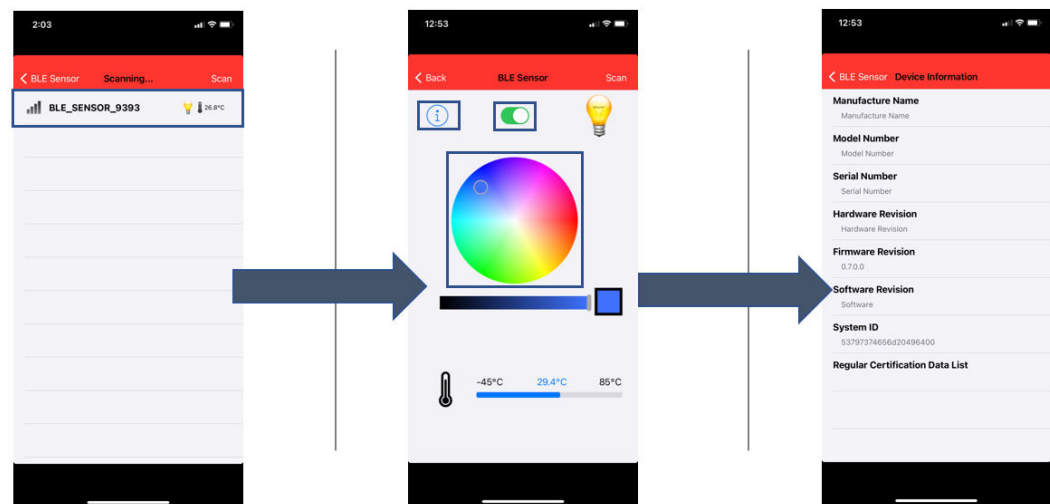 2:03
BLE Sensor Scanning... Scan
BLE_SENSOR_9393 26.8°C
12:53
Back BLE Sensor Scan
i
-45°C 29.4°C 85°C
12:53
BLE Sensor Device Information
Manufacture Name
Manufacture Name
Model Number
Model Number
Serial Number
Serial Number
Hardware Revision
Hardware Revision
Firmware Revision
0.7.0.0
Software Revision
Software
System ID
53797374656d20496400
Regular Certification Data List